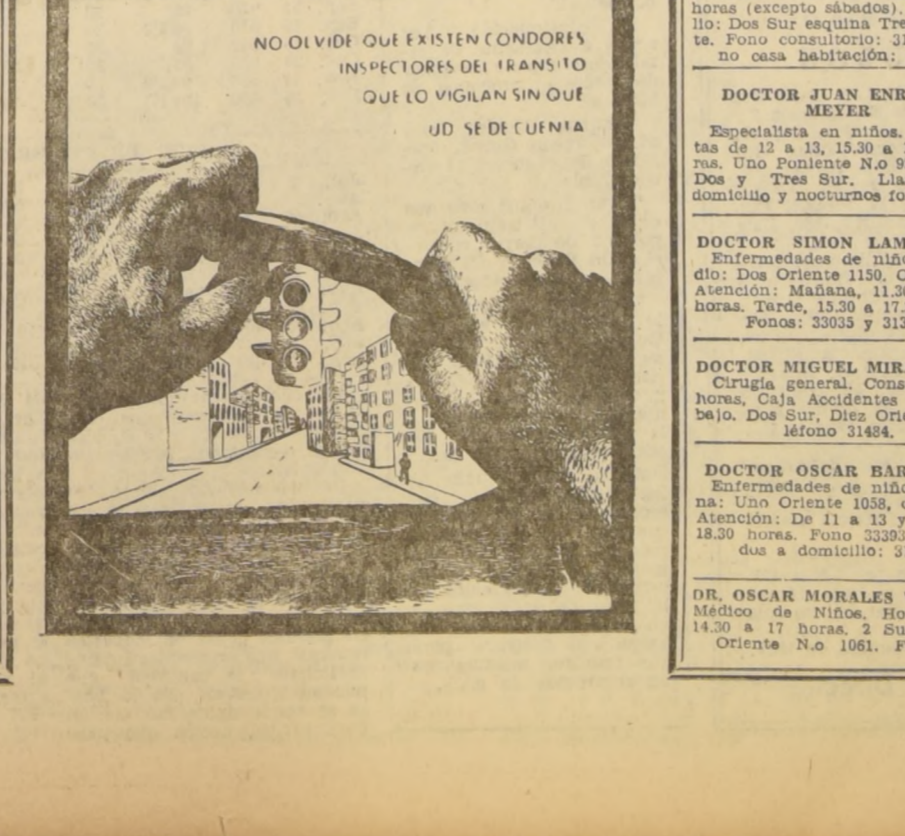 NO OLVIDE QUE EXISTEN CONDORES
INSPECTORES DEL TRANSITO
QUE LO VIGILAN SIN QUE
UD SE DE CUENTA
horas (excepto sábados).
lio: Dos Sur esquina Tre
te. Fono consultorio: 31
no casa habitación:
DOCTOR JUAN ENR
MEYER
Especialista en niños.
tas de 12 a 13, 15.30 a
ras. Uno Poniente N.o 9
Dos y Tres Sur. Lla
domicilio y nocturnos fo
DOCTOR SIMON LAM
Enfermedades de niño
dio: Dos Oriente 1150. C
Atención: Mañana, 11.30
horas. Tarde, 15.30 a 17.
Fonos: 33035 y 313
DOCTOR MIGUEL MIR
Cirugía general. Cons
horas, Caja Accidentes
bajo. Dos Sur, Diez Orie
léfono 31484.
DOCTOR OSCAR BAR
Enfermedades de niño
na: Uno Oriente 1058, 
Atención: De 11 a 13 y
18.30 horas. Fono 33393
dos a domicilio: 3
DR. OSCAR MORALES
Médico de Niños. Ho
14.30 a 17 horas. 2 Su
Oriente N.o 1061. F